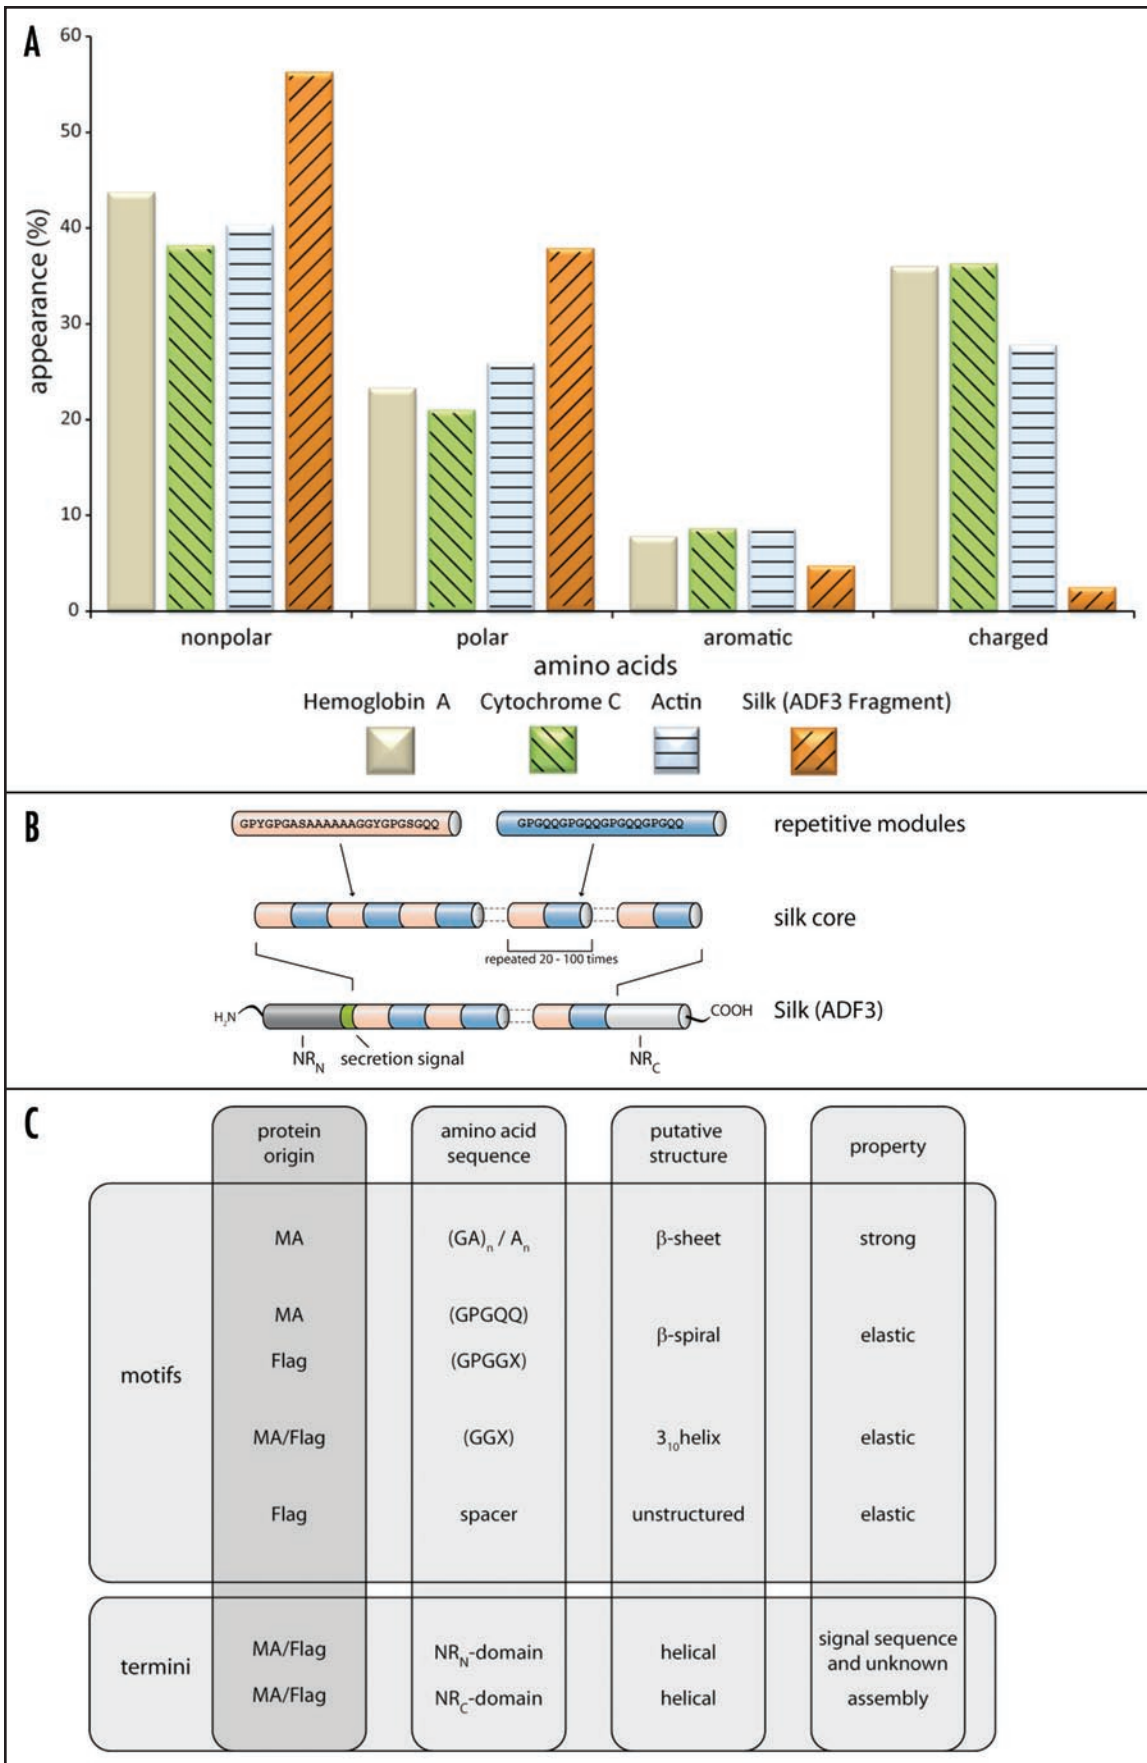 A
60
50
40
30
20
10
0
appearance (%)
nonpolar polar aromatic charged
amino acids
Hemoglobin A Cytochrome C Actin Silk (ADF3 Fragment)
B
GPYGPGASAAAAAAGGYGPGSGQQ GPGQQGPGQQGPGQQGPGQQ repetitive modules
silk core
repeated 20 - 100 times
H₂N COOH Silk (ADF3)
NR_N secretion signal NR_C
C
protein origin amino acid sequence putative structure property
motifs
MA (GA)ₙ / Aₙ β-sheet strong
MA (GPGQQ)
β-spiral elastic
Flag (GPGGX)
MA/Flag (GGX) 3₁₀helix elastic
Flag spacer unstructured elastic
termini
MA/Flag NR_N-domain helical signal sequence and unknown
MA/Flag NR_C-domain helical assembly